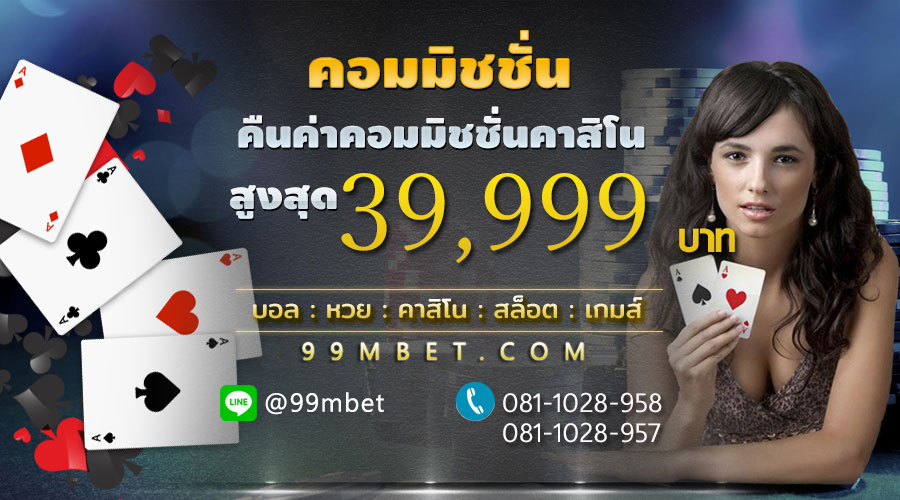 คอมมิชชั่น
คืนค่าคอมมิชชั่นคาสิโน
สูงสุด 39,999 บาท
บอล : หวย : คาสิโน : สล็อต : เกมส์
99MBET.COM
LINE @99mbet
081-1028-958
081-1028-957
A
A
A
A
A
A
A
A
A